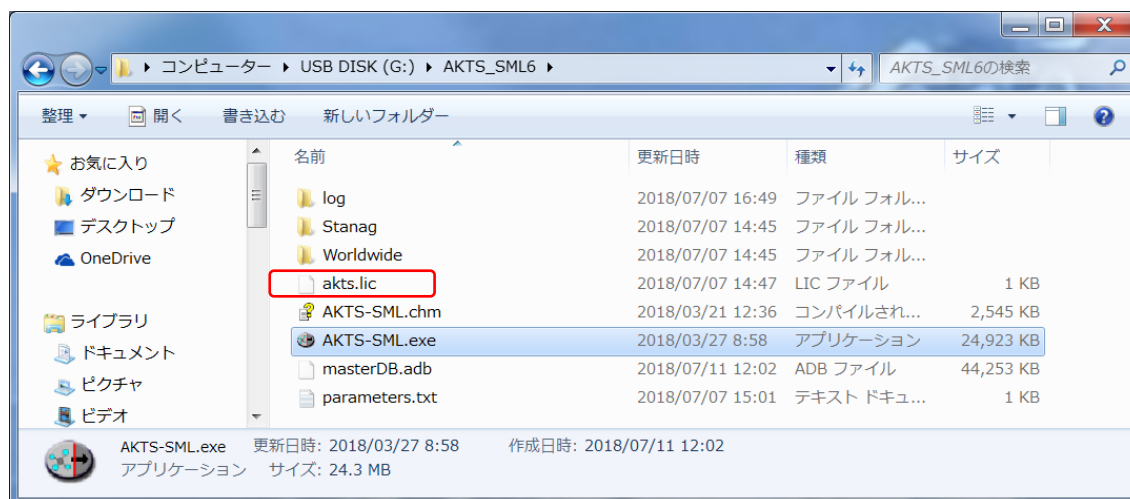 X
コンピューター ▸ USB DISK (G:) ▸ AKTS_SML6 ▸ AKTS_SML6の検索
整理 開く 書き込む 新しいフォルダー ?
お気に入り
ダウンロード
デスクトップ
OneDrive
ライブラリ
ドキュメント
ピクチャ
ビデオ
名前 更新日時 種類 サイズ
log 2018/07/07 16:49 ファイル フォル...
Stanag 2018/07/07 14:45 ファイル フォル...
Worldwide 2018/07/07 14:45 ファイル フォル...
akts.lic 2018/07/07 14:47 LIC ファイル 1 KB
AKTS-SML.chm 2018/03/21 12:36 コンパイルされ... 2,545 KB
AKTS-SML.exe 2018/03/27 8:58 アプリケーション 24,923 KB
masterDB.adb 2018/07/11 12:02 ADB ファイル 44,253 KB
parameters.txt 2018/07/07 15:01 テキスト ドキュ... 1 KB
AKTS-SML.exe 更新日時: 2018/03/27 8:58 作成日時: 2018/07/11 12:02
アプリケーション サイズ: 24.3 MB